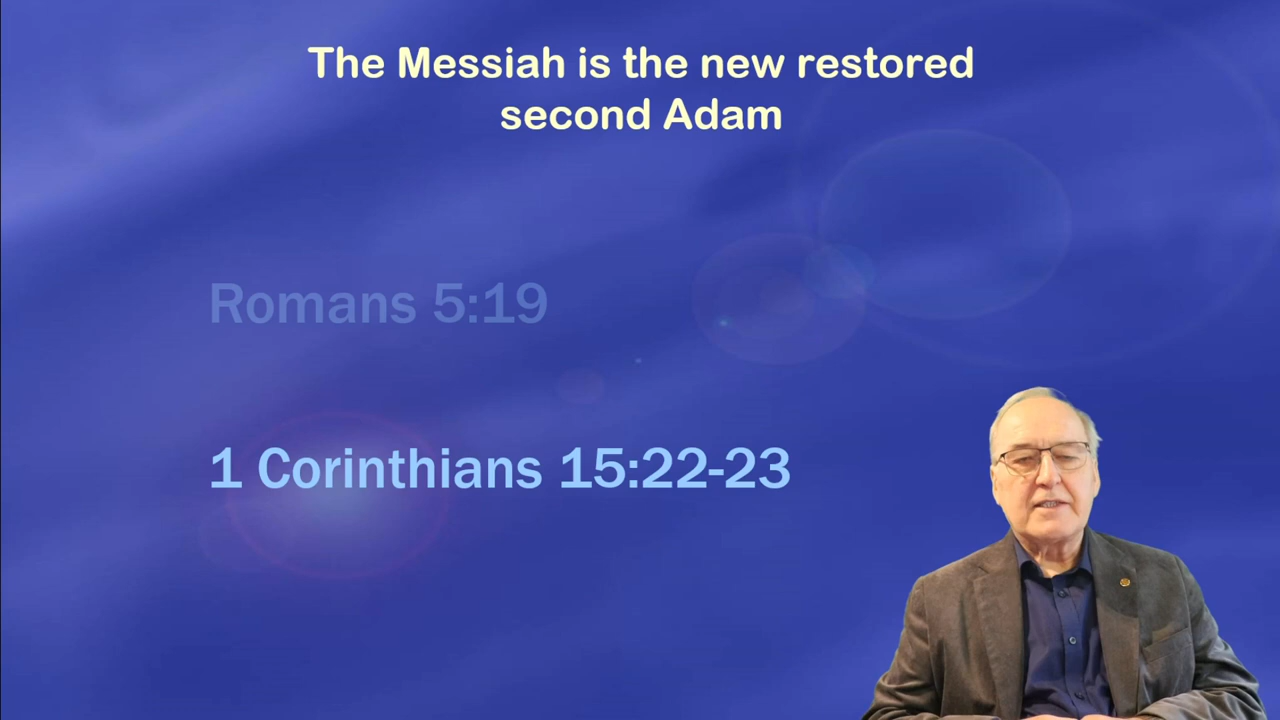 The Messiah is the new restored
second Adam
Romans 5:19
1 Corinthians 15:22-23